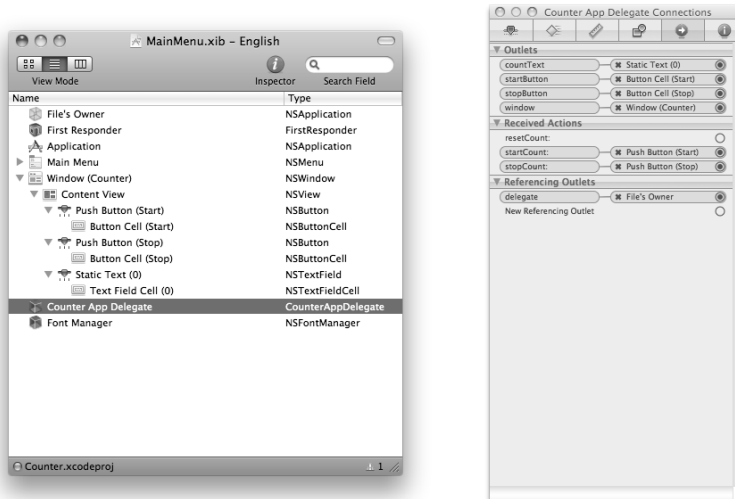 MainMenu.xib – English
View Mode
Inspector
Search Field
Name Type
File's Owner NSApplication
First Responder FirstResponder
Application NSApplication
Main Menu NSMenu
Window (Counter) NSWindow
Content View NSView
Push Button (Start) NSButton
Button Cell (Start) NSButtonCell
Push Button (Stop) NSButton
Button Cell (Stop) NSButtonCell
Static Text (0) NSTextField
Text Field Cell (0) NSTextFieldCell
Counter App Delegate CounterAppDelegate
Font Manager NSFontManager
Counter.xcodeproj 1
Counter App Delegate Connections
Outlets
countText Static Text (0)
startButton Button Cell (Start)
stopButton Button Cell (Stop)
window Window (Counter)
Received Actions
resetCount:
startCount: Push Button (Start)
stopCount: Push Button (Stop)
Referencing Outlets
delegate File's Owner
New Referencing Outlet